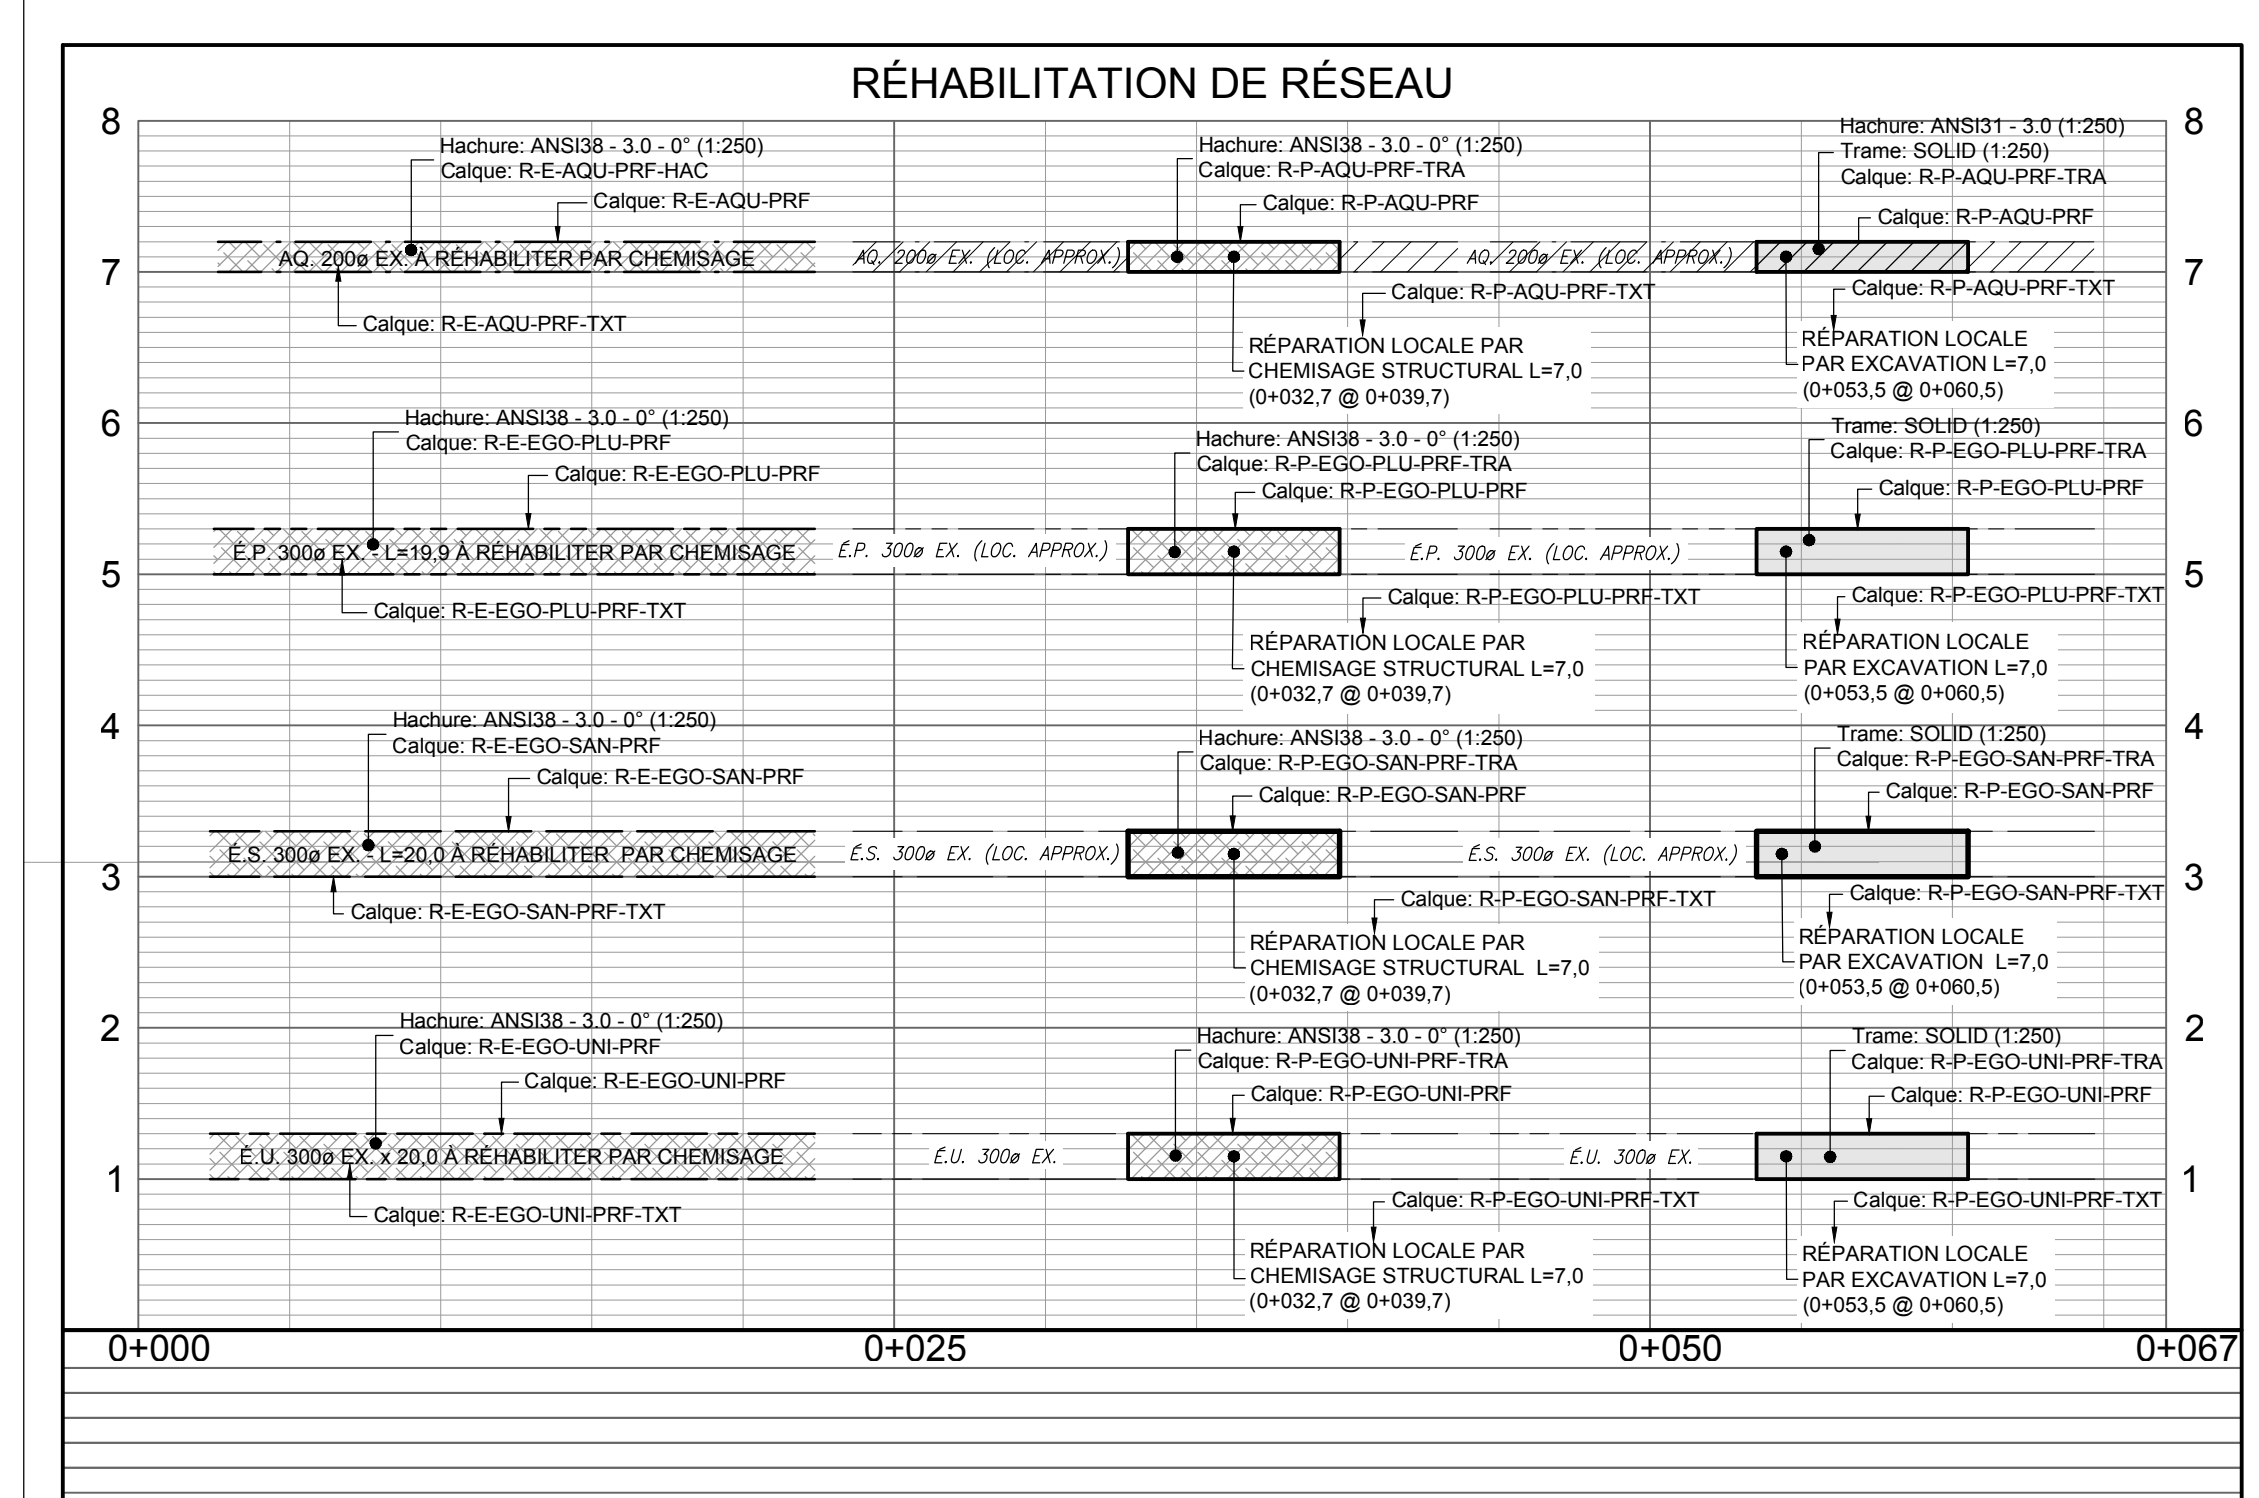 RÉHABILITATION DE RÉSEAU
8
8
Hachure: ANSI38 - 3.0 - 0° (1:250)
Calque: R-E-AQU-PRF-HAC
Calque: R-E-AQU-PRF
Hachure: ANSI38 - 3.0 - 0° (1:250)
Calque: R-P-AQU-PRF-TRA
Calque: R-P-AQU-PRF
Hachure: ANSI31 - 3.0 (1:250)
Trame: SOLID (1:250)
Calque: R-P-AQU-PRF-TRA
Calque: R-P-AQU-PRF
AQ. 200ø EX. À RÉHABILITER PAR CHEMISAGE
AQ. 200ø EX. (LOC. APPROX.)
AQ. 200ø EX. (LOC. APPROX.)
7
7
Calque: R-E-AQU-PRF-TXT
Calque: R-P-AQU-PRF-TXT
RÉPARATION LOCALE PAR
CHEMISAGE STRUCTURAL L=7,0
(0+032,7 @ 0+039,7)
Calque: R-P-AQU-PRF-TXT
RÉPARATION LOCALE
PAR EXCAVATION L=7,0
(0+053,5 @ 0+060,5)
6
6
Hachure: ANSI38 - 3.0 - 0° (1:250)
Calque: R-E-EGO-PLU-PRF
Calque: R-E-EGO-PLU-PRF
Hachure: ANSI38 - 3.0 - 0° (1:250)
Calque: R-P-EGO-PLU-PRF-TRA
Calque: R-P-EGO-PLU-PRF
Trame: SOLID (1:250)
Calque: R-P-EGO-PLU-PRF-TRA
Calque: R-P-EGO-PLU-PRF
É.P. 300ø EX. - L=19,9 À RÉHABILITER PAR CHEMISAGE
É.P. 300ø EX. (LOC. APPROX.)
É.P. 300ø EX. (LOC. APPROX.)
5
5
Calque: R-E-EGO-PLU-PRF-TXT
Calque: R-P-EGO-PLU-PRF-TXT
RÉPARATION LOCALE PAR
CHEMISAGE STRUCTURAL L=7,0
(0+032,7 @ 0+039,7)
Calque: R-P-EGO-PLU-PRF-TXT
RÉPARATION LOCALE
PAR EXCAVATION L=7,0
(0+053,5 @ 0+060,5)
4
4
Hachure: ANSI38 - 3.0 - 0° (1:250)
Calque: R-E-EGO-SAN-PRF
Calque: R-E-EGO-SAN-PRF
Hachure: ANSI38 - 3.0 - 0° (1:250)
Calque: R-P-EGO-SAN-PRF-TRA
Calque: R-P-EGO-SAN-PRF
Trame: SOLID (1:250)
Calque: R-P-EGO-SAN-PRF-TRA
Calque: R-P-EGO-SAN-PRF
É.S. 300ø EX. - L=20,0 À RÉHABILITER PAR CHEMISAGE
É.S. 300ø EX. (LOC. APPROX.)
É.S. 300ø EX. (LOC. APPROX.)
3
3
Calque: R-E-EGO-SAN-PRF-TXT
Calque: R-P-EGO-SAN-PRF-TXT
RÉPARATION LOCALE PAR
CHEMISAGE STRUCTURAL L=7,0
(0+032,7 @ 0+039,7)
Calque: R-P-EGO-SAN-PRF-TXT
RÉPARATION LOCALE
PAR EXCAVATION L=7,0
(0+053,5 @ 0+060,5)
2
2
Hachure: ANSI38 - 3.0 - 0° (1:250)
Calque: R-E-EGO-UNI-PRF
Calque: R-E-EGO-UNI-PRF
Hachure: ANSI38 - 3.0 - 0° (1:250)
Calque: R-P-EGO-UNI-PRF-TRA
Calque: R-P-EGO-UNI-PRF
Trame: SOLID (1:250)
Calque: R-P-EGO-UNI-PRF-TRA
Calque: R-P-EGO-UNI-PRF
É.U. 300ø EX. x 20,0 À RÉHABILITER PAR CHEMISAGE
É.U. 300ø EX.
É.U. 300ø EX.
1
1
Calque: R-E-EGO-UNI-PRF-TXT
Calque: R-P-EGO-UNI-PRF-TXT
RÉPARATION LOCALE PAR
CHEMISAGE STRUCTURAL L=7,0
(0+032,7 @ 0+039,7)
Calque: R-P-EGO-UNI-PRF-TXT
RÉPARATION LOCALE
PAR EXCAVATION L=7,0
(0+053,5 @ 0+060,5)
0+000
0+025
0+050
0+067